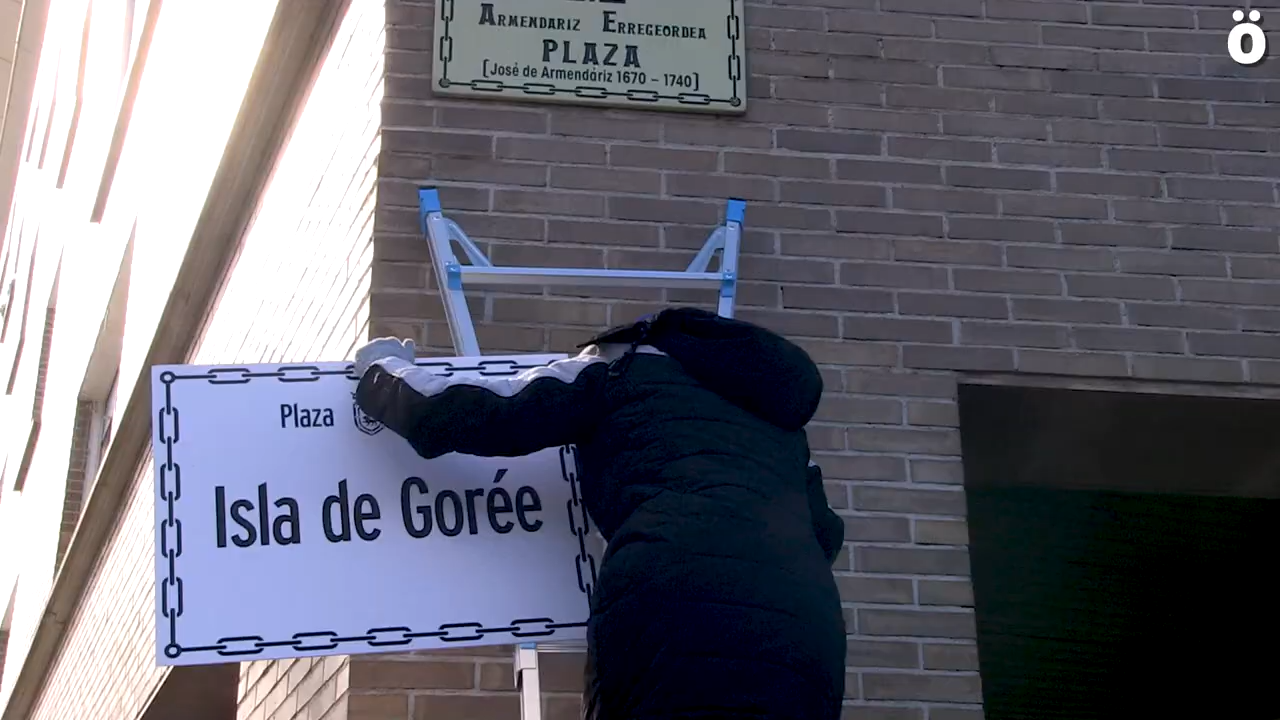 ARMENDARIZ ERREGEORDEA
PLAZA
[José de Armendáriz 1670 – 1740]
ö
Plaza
Isla de Gorée